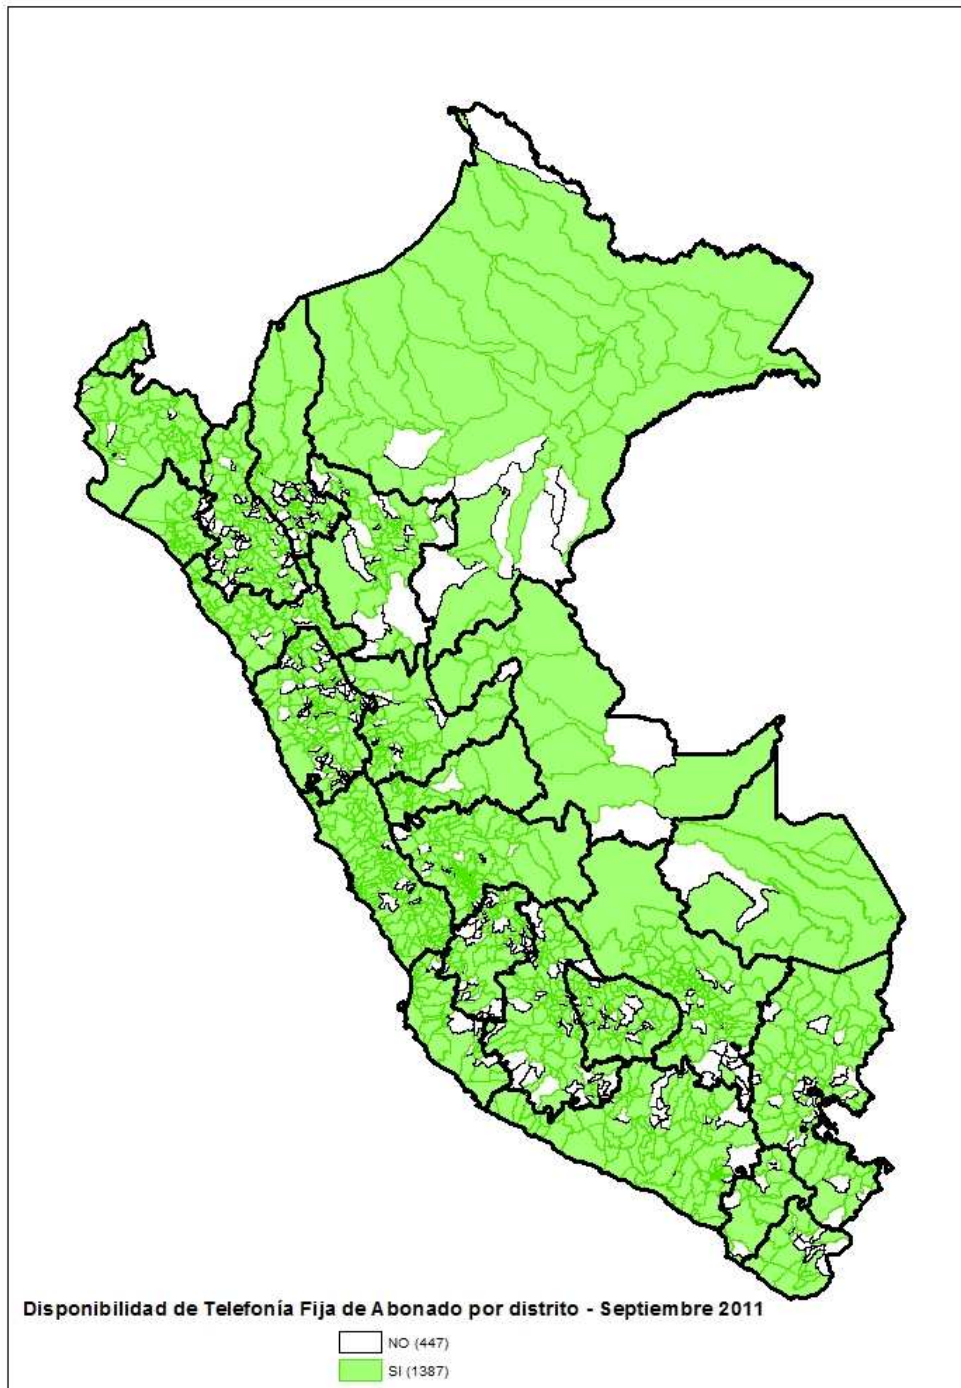 Disponibilidad de Telefonía Fija de Abonado por distrito - Septiembre 2011
NO (447)
SI (1387)